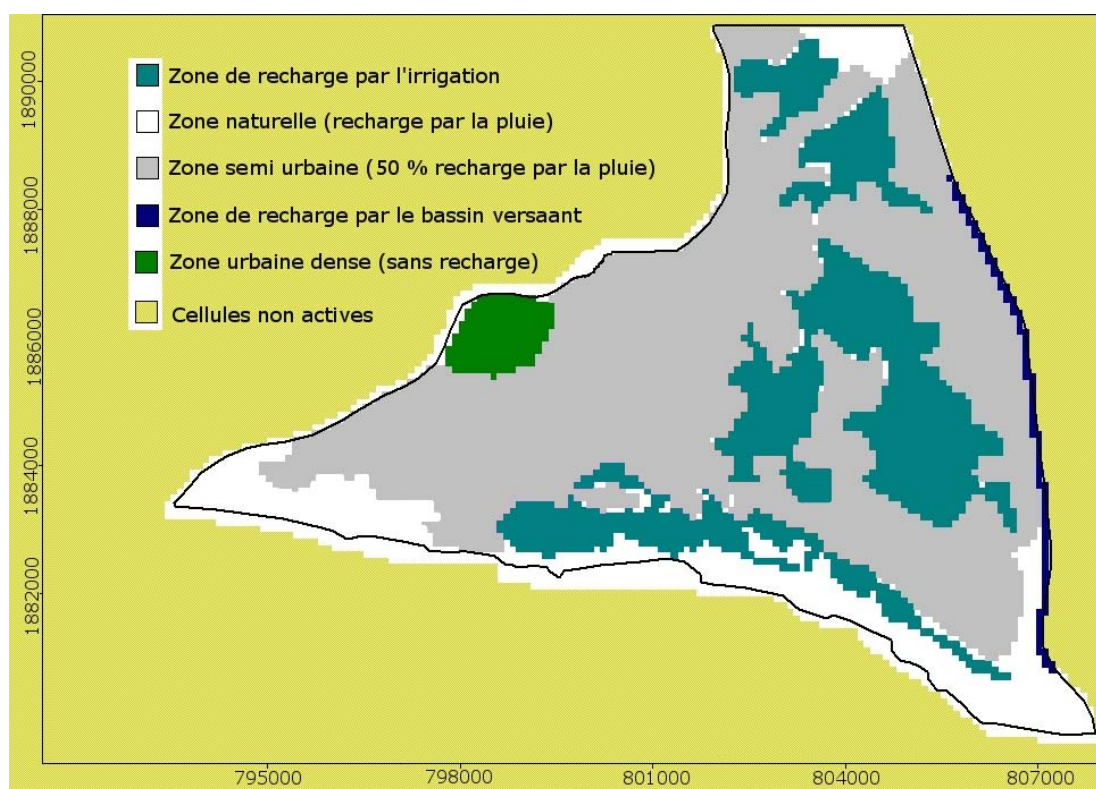 Zone de recharge par l'irrigation
Zone naturelle (recharge par la pluie)
Zone semi urbaine (50 % recharge par la pluie)
Zone de recharge par le bassin versaant
Zone urbaine dense (sans recharge)
Cellules non actives
1890000
1888000
1886000
1884000
1882000
795000 798000 801000 804000 807000